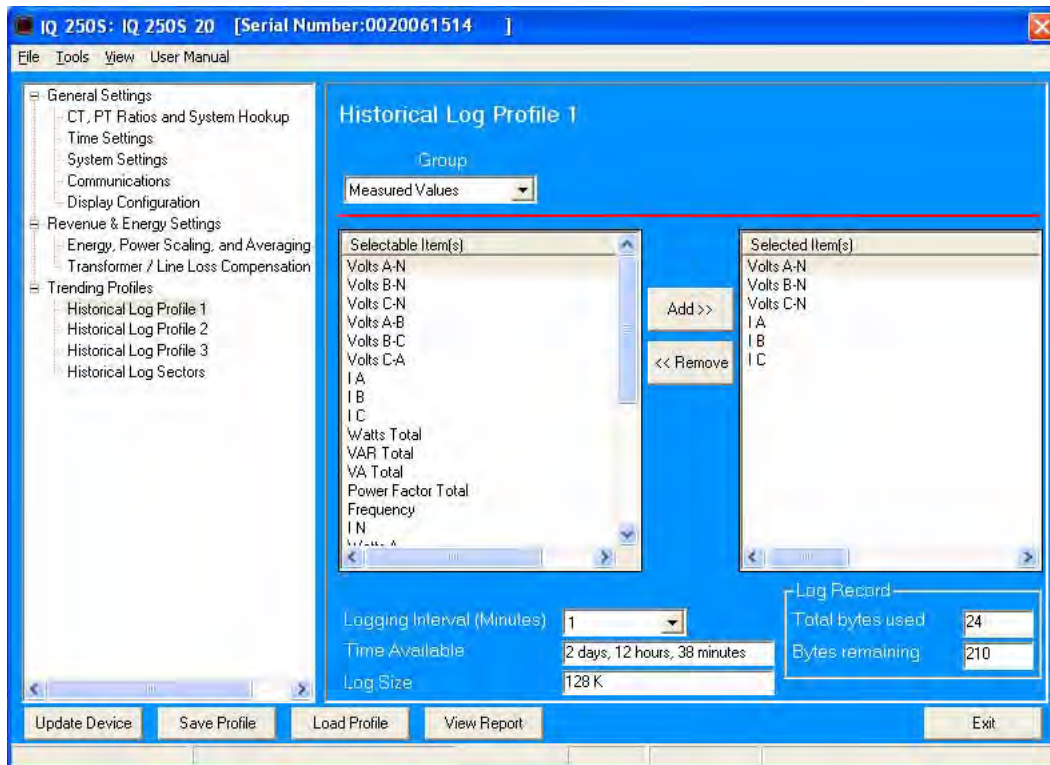 IQ 250S: IQ 250S 20 [Serial Number:0020061514 ]
File Tools View User Manual
General Settings
CT, PT Ratios and System Hookup
Time Settings
System Settings
Communications
Display Configuration
Revenue & Energy Settings
Energy, Power Scaling, and Averaging
Transformer / Line Loss Compensation
Trending Profiles
Historical Log Profile 1
Historical Log Profile 2
Historical Log Profile 3
Historical Log Sectors
Historical Log Profile 1
Group
Measured Values
Selectable Item(s)
Volts A-N
Volts B-N
Volts C-N
Volts A-B
Volts B-C
Volts C-A
I A
I B
I C
Watts Total
VAR Total
VA Total
Power Factor Total
Frequency
I N
Watts A
Add >>
<< Remove
Selected Item(s)
Volts A-N
Volts B-N
Volts C-N
I A
I B
I C
Logging Interval (Minutes) 1
Time Available 2 days, 12 hours, 38 minutes
Log Size 128 K
Log Record
Total bytes used 24
Bytes remaining 210
Update Device Save Profile Load Profile View Report Exit